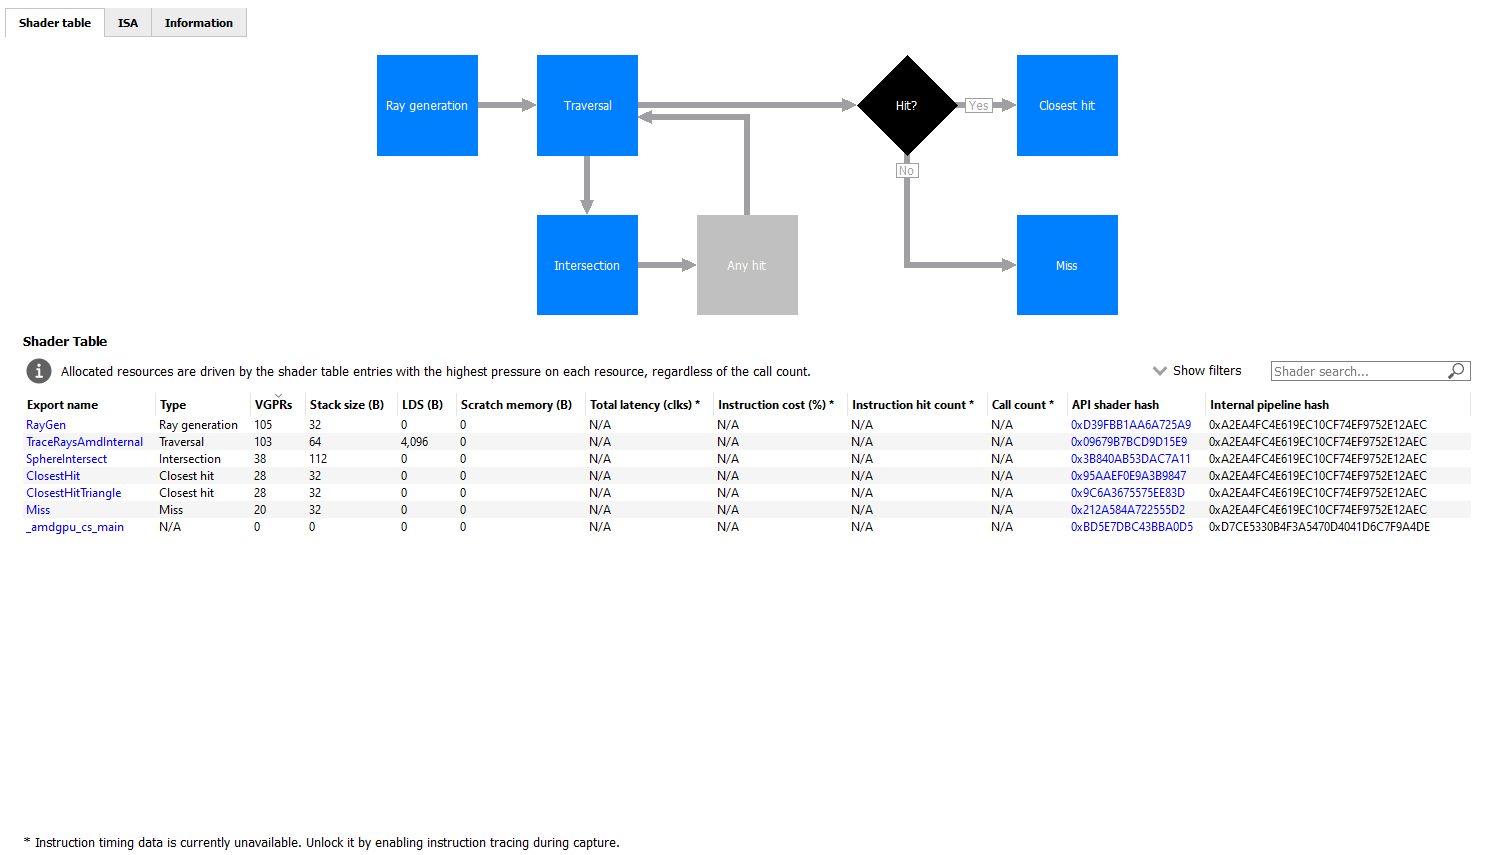 Shader table ISA Information
Ray generation Traversal Hit? Yes Closest hit
No
Intersection Any hit Miss
Shader Table
i Allocated resources are driven by the shader table entries with the highest pressure on each resource, regardless of the call count. Show filters Shader search...
Export name Type VGPRs Stack size (B) LDS (B) Scratch memory (B) Total latency (clks) * Instruction cost (%) * Instruction hit count * Call count * API shader hash Internal pipeline hash
RayGen Ray generation 105 32 0 0 N/A N/A N/A N/A 0xD39FBB1AA6A725A9 0xA2EA4FC4E619EC10CF74EF9752E12AEC
TraceRaysAmdInternal Traversal 103 64 4,096 0 N/A N/A N/A N/A 0x09679B7BCD9D15E9 0xA2EA4FC4E619EC10CF74EF9752E12AEC
SphereIntersect Intersection 38 112 0 0 N/A N/A N/A N/A 0x3B840AB53DAC7A11 0xA2EA4FC4E619EC10CF74EF9752E12AEC
ClosestHit Closest hit 28 32 0 0 N/A N/A N/A N/A 0x95AAEF0E9A3B9847 0xA2EA4FC4E619EC10CF74EF9752E12AEC
ClosestHitTriangle Closest hit 28 32 0 0 N/A N/A N/A N/A 0x9C6A3675575EE83D 0xA2EA4FC4E619EC10CF74EF9752E12AEC
Miss Miss 20 32 0 0 N/A N/A N/A N/A 0x212A584A722555D2 0xA2EA4FC4E619EC10CF74EF9752E12AEC
_amdgpu_cs_main N/A 0 0 0 0 N/A N/A N/A N/A 0xBD5E7DBC43BBA0D5 0xD7CE5330B4F3A5470D4041D6C7F9A4DE
* Instruction timing data is currently unavailable. Unlock it by enabling instruction tracing during capture.